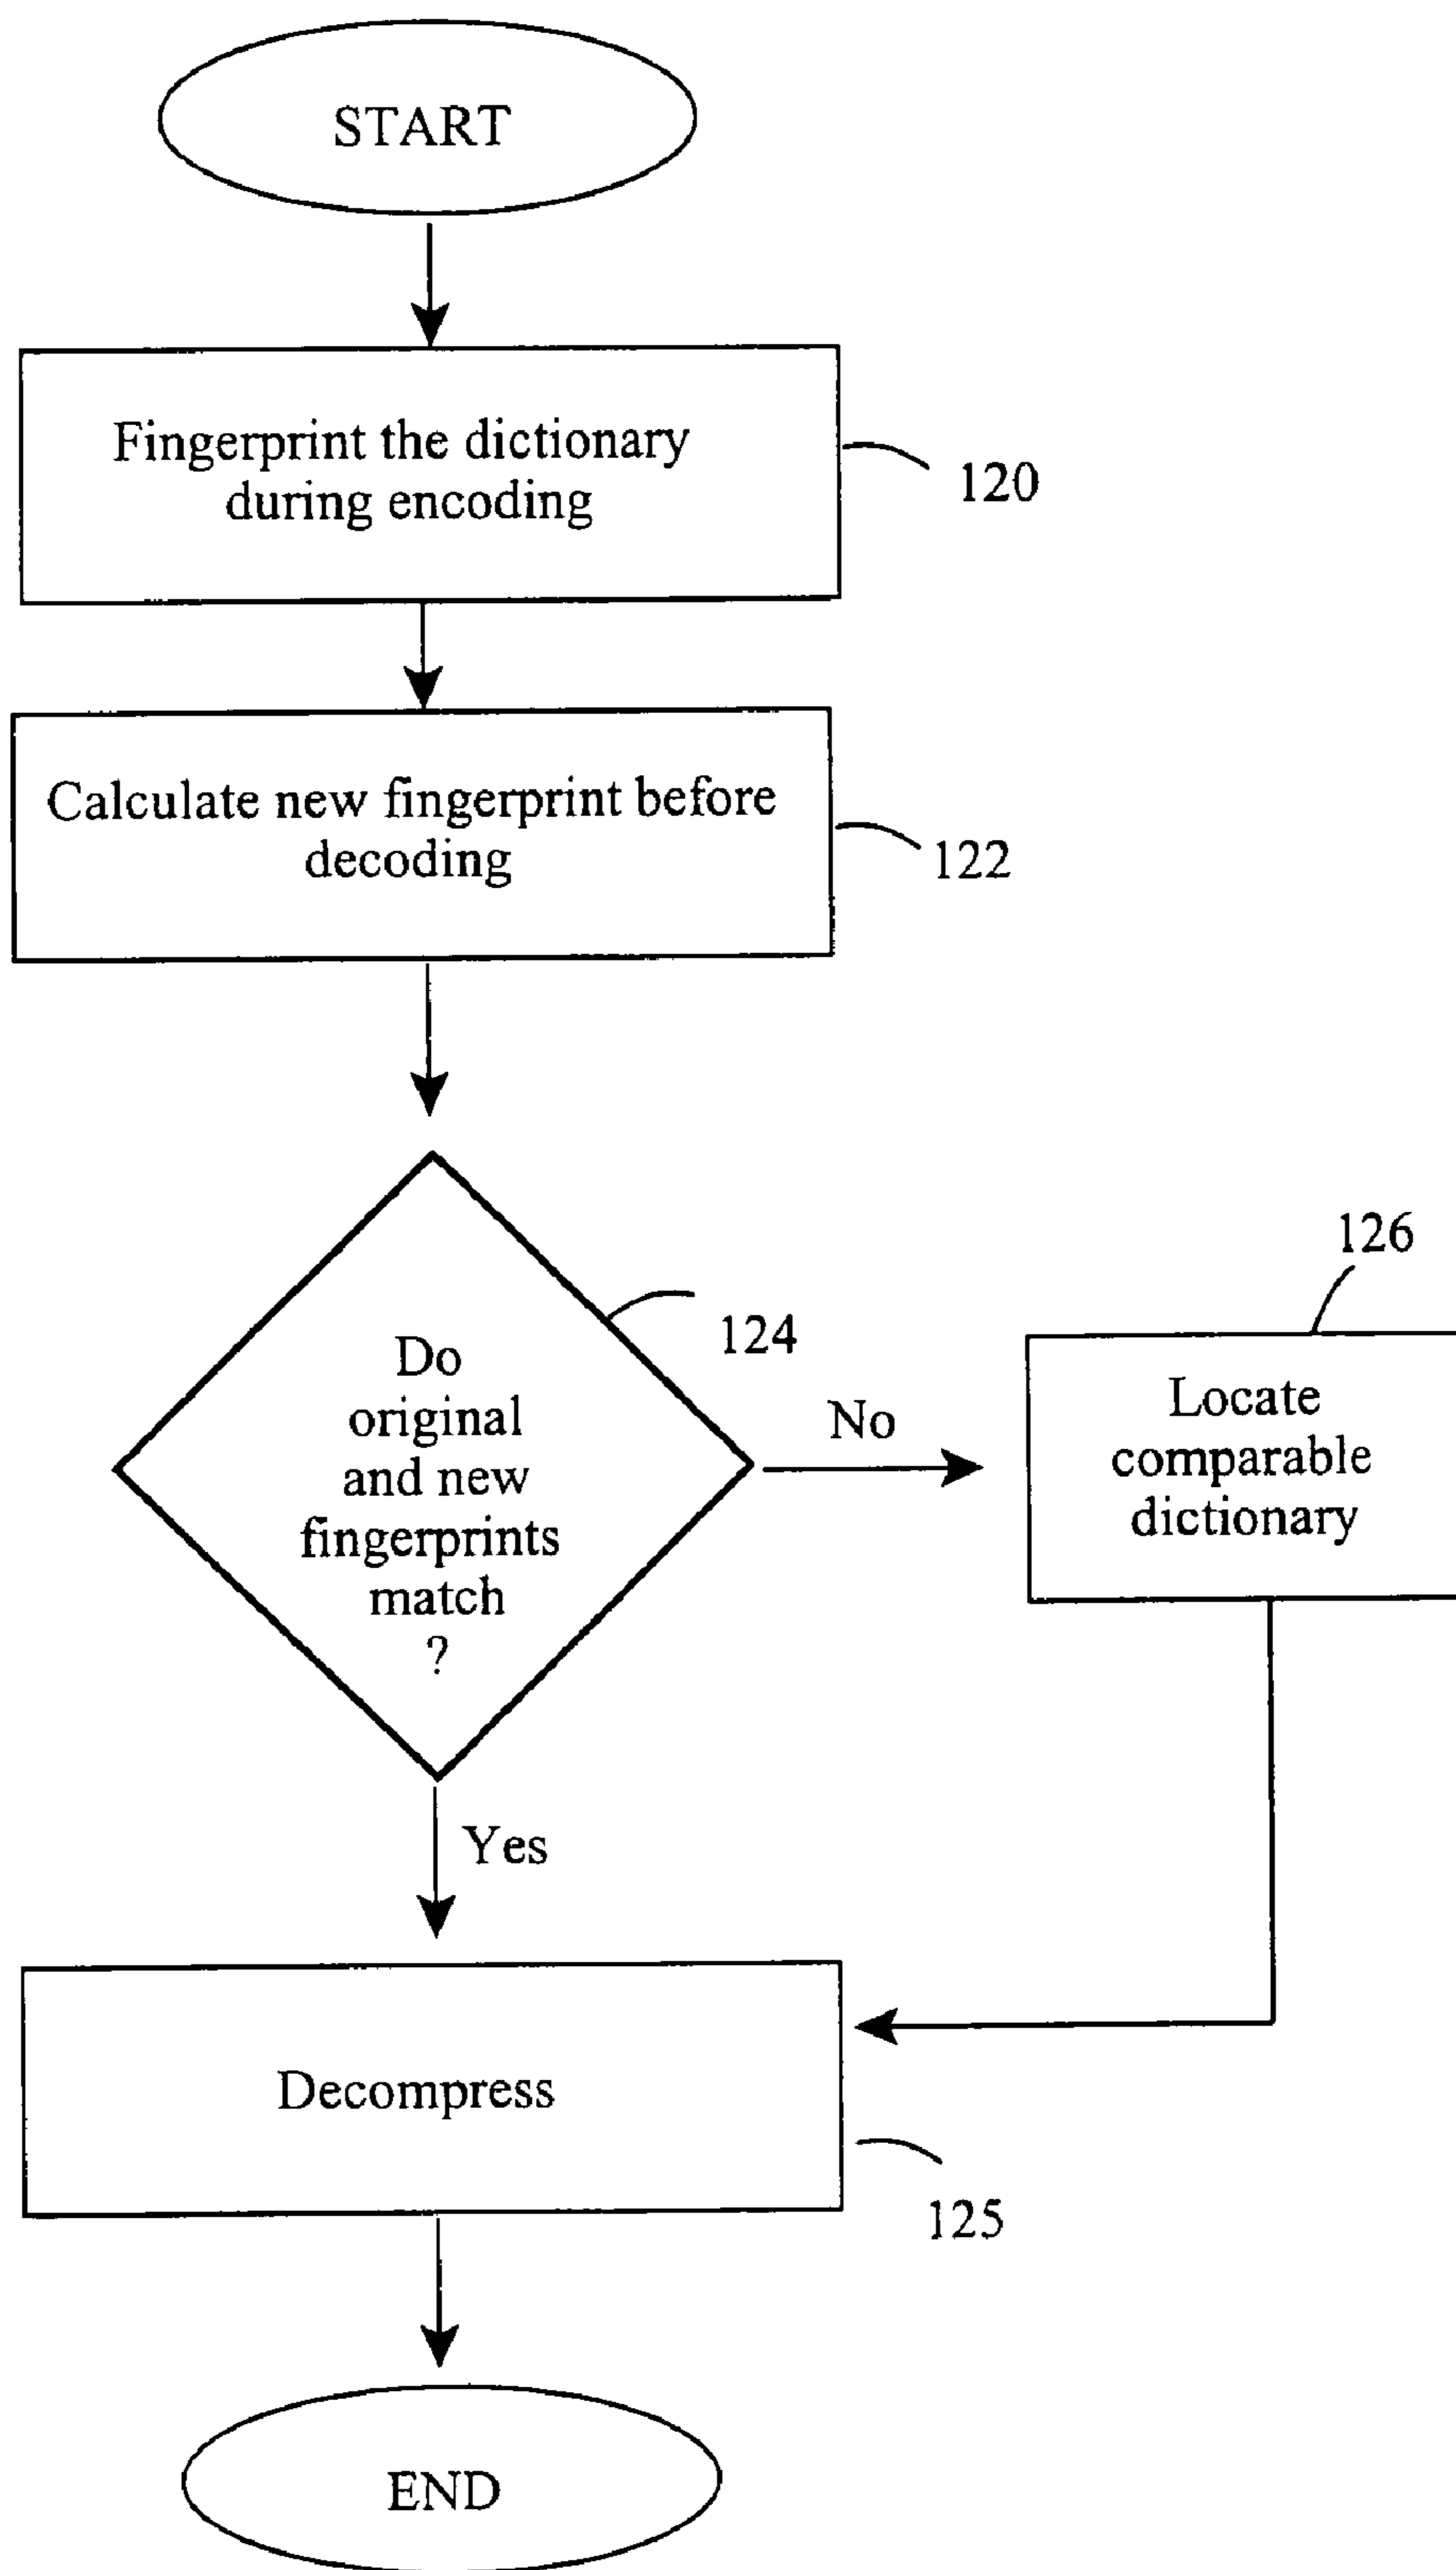 START
Fingerprint the dictionary
during encoding
120
Calculate new fingerprint before
decoding
122
Do
original
and new
fingerprints
match
?
124
No
126
Locate
comparable
dictionary
Yes
Decompress
125
END